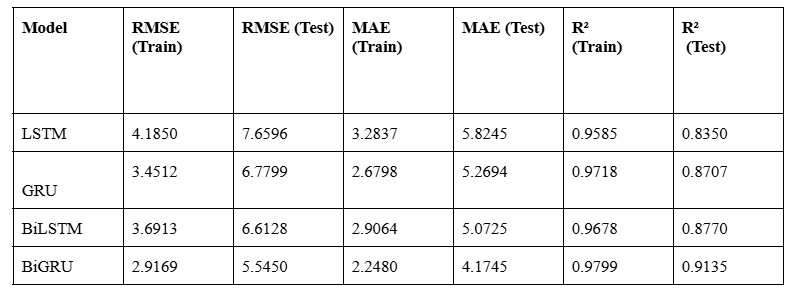 Model RMSE (Train) RMSE (Test) MAE (Train) MAE (Test) R² (Train) R² (Test)
LSTM 4.1850 7.6596 3.2837 5.8245 0.9585 0.8350
GRU 3.4512 6.7799 2.6798 5.2694 0.9718 0.8707
BiLSTM 3.6913 6.6128 2.9064 5.0725 0.9678 0.8770
BiGRU 2.9169 5.5450 2.2480 4.1745 0.9799 0.9135